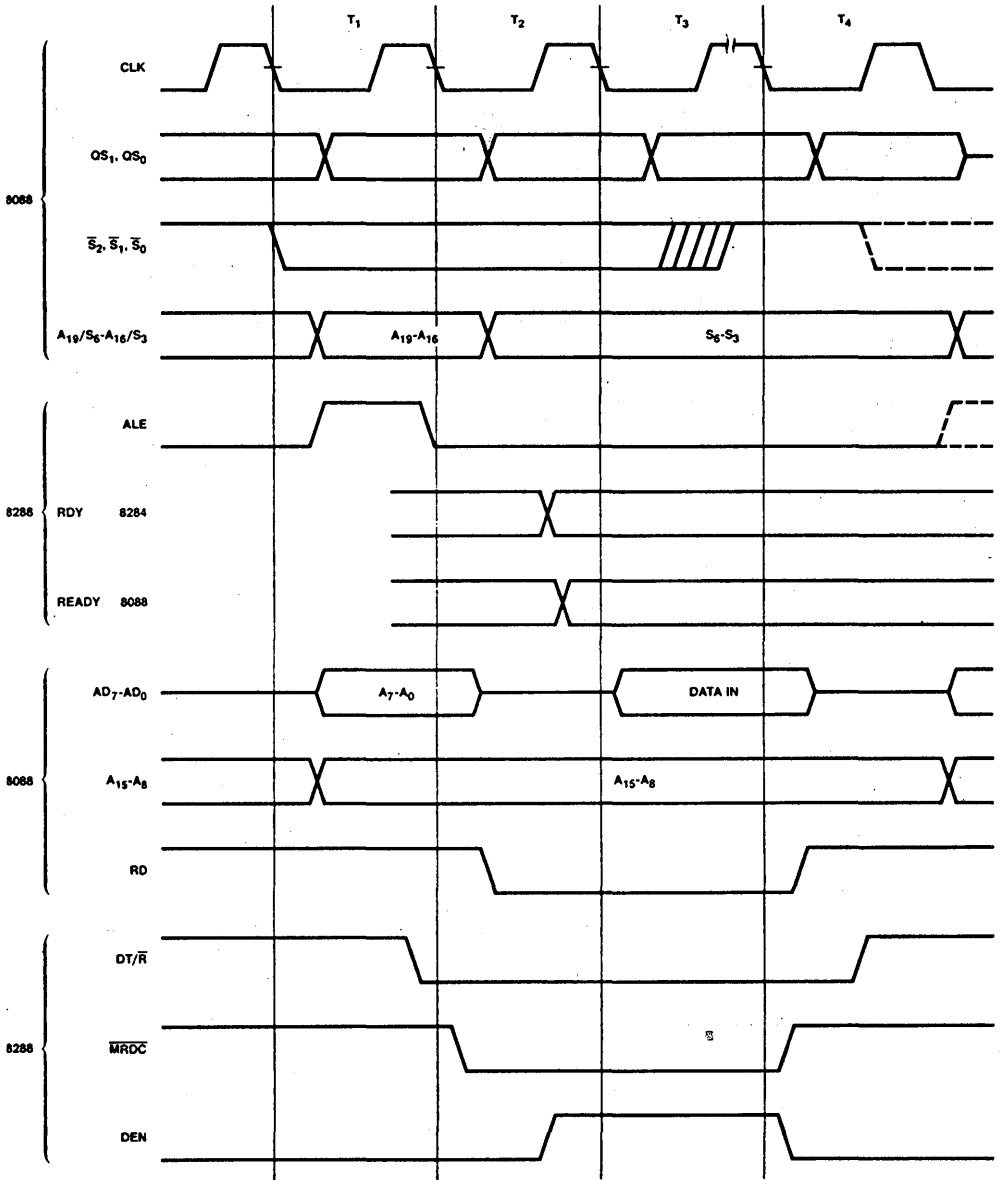 T₁ T₂ T₃ T₄
CLK
QS₁, QS₀
8088
S̅₂, S̅₁, S̅₀
A₁₉/S₆-A₁₆/S₃ A₁₉-A₁₆ S₆-S₃
ALE
8288 RDY 8284
READY 8088
AD₇-AD₀ A₇-A₀ DATA IN
8088 A₁₅-A₈ A₁₅-A₈
RD
DT/R̅
8288 M̅R̅D̅C̅
DEN